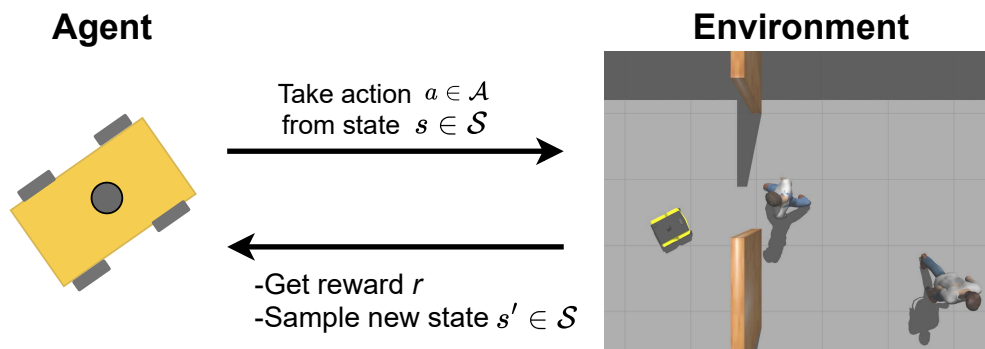 Agent
Environment
Take action a ∈ 𝒜
from state s ∈ 𝒮
-Get reward r
-Sample new state s′ ∈ 𝒮